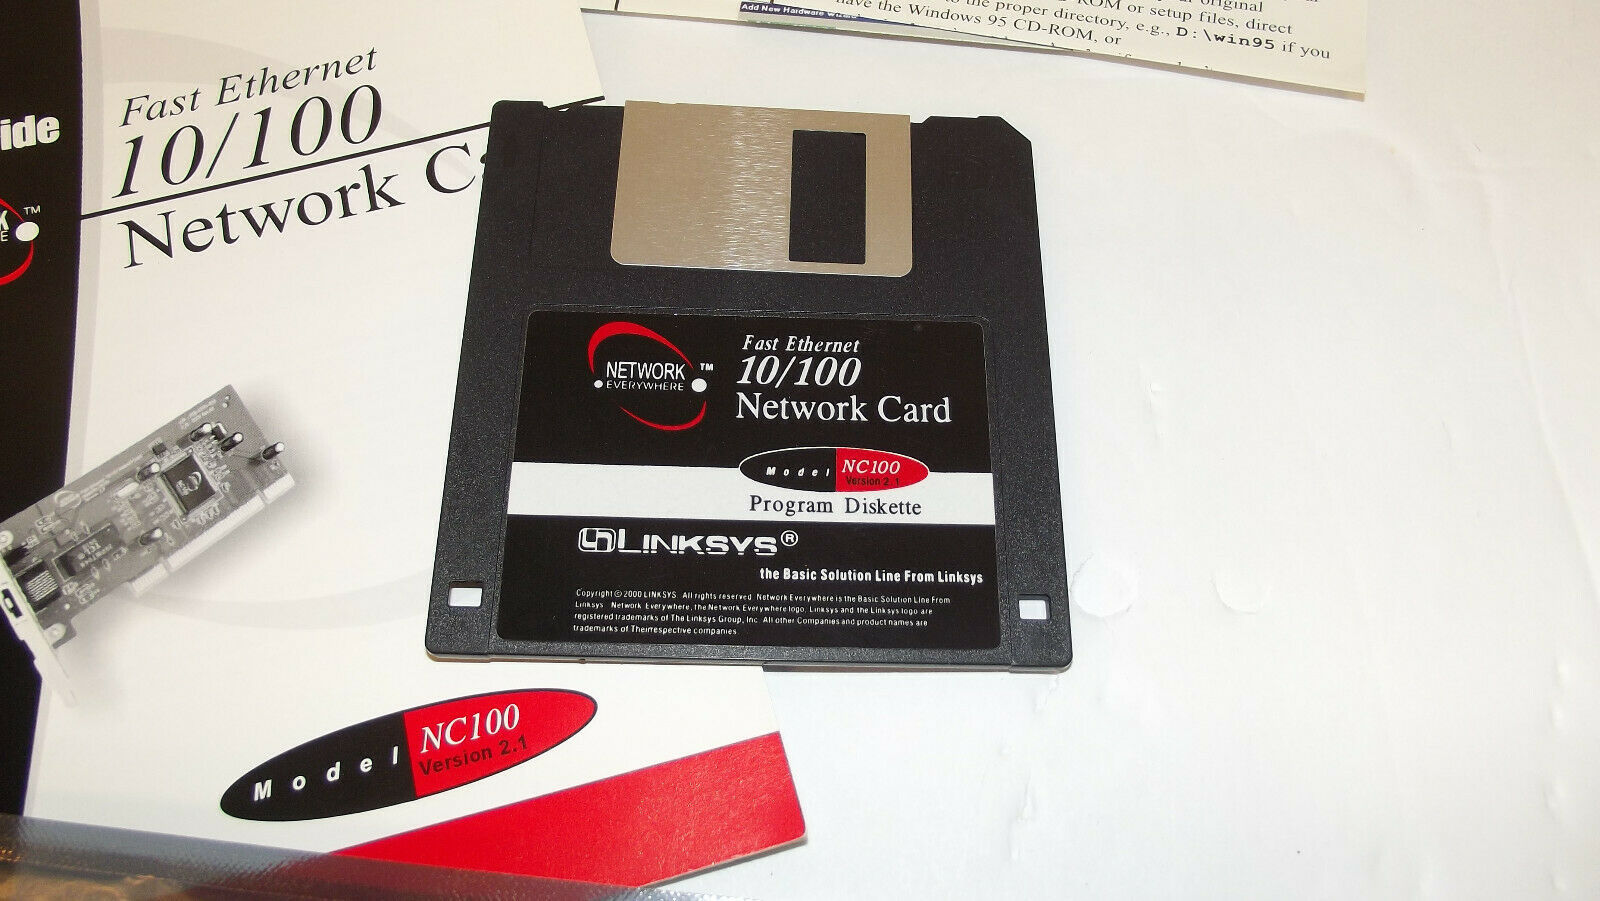 ide
TM
Fast Ethernet
10/100
Network C
Add New Hardware
original
ROM or setup files, direct
the proper directory, e.g., D:\win95 if you
have the Windows 95 CD-ROM, or
NETWORK TM
EVERYWHERE
Fast Ethernet
10/100
Network Card
Model NC100
Version 2.1
Program Diskette
LINKSYS®
the Basic Solution Line From Linksys
Copyright © 2000 LINKSYS. All rights reserved. Network Everywhere is the Basic Solution Line From
Linksys. Network Everywhere, the Network Everywhere logo, Linksys and the Linksys logo are
registered trademarks of The Linksys Group, Inc. All other Companies and product names are
trademarks of Theirrespective companies.
Model NC100
Version 2.1